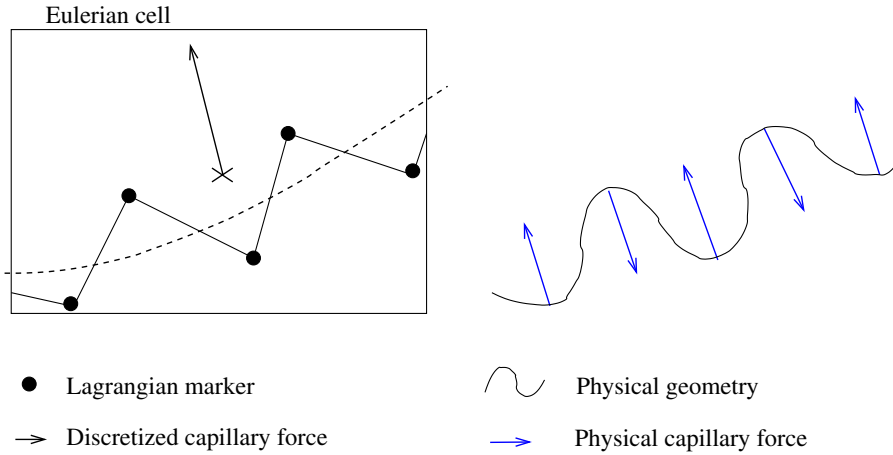 Eulerian cell
Lagrangian marker
Physical geometry
Discretized capillary force
Physical capillary force